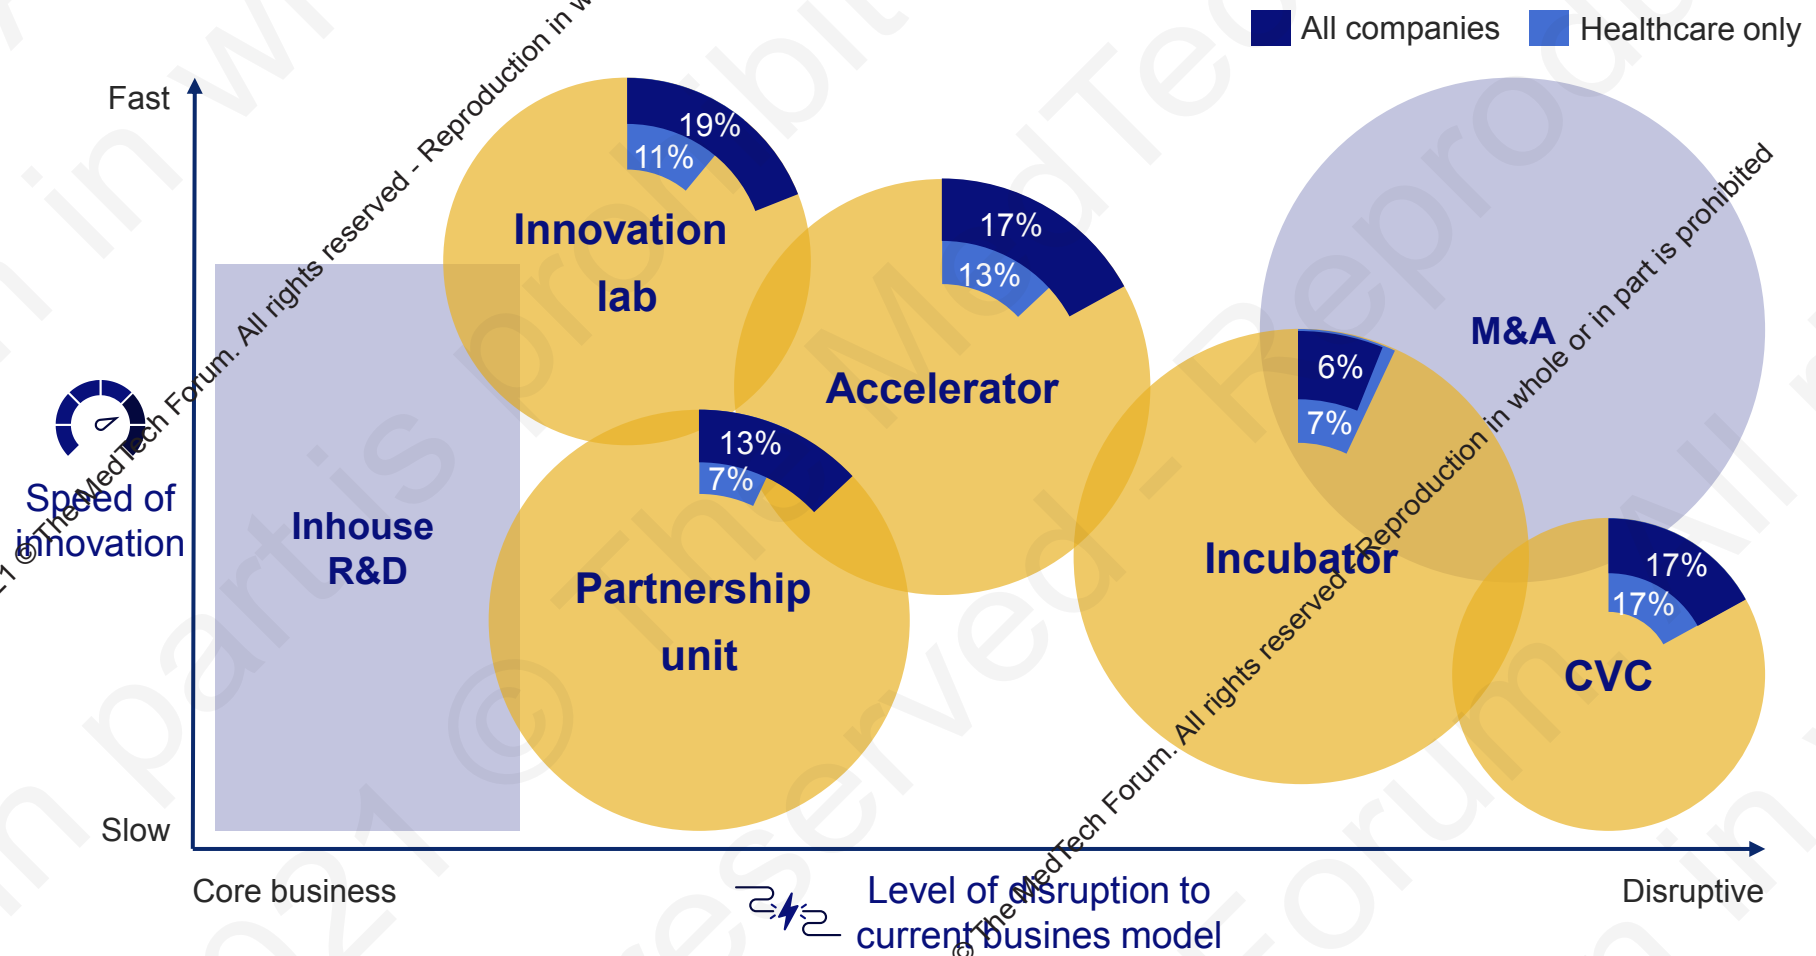 All companies
Healthcare only
Fast
19%
11%
Innovation
lab
17%
13%
Accelerator
M&A
6%
7%
Incubator
13%
7%
Partnership
unit
Inhouse
R&D
17%
17%
CVC
Speed of
innovation
Slow
Core business
Level of disruption to
current busines model
Disruptive
21 © The MedTech Forum. All rights reserved - Reproduction in w
© The MedTech Forum. All rights reserved - Reproduction in whole or in part is prohibited